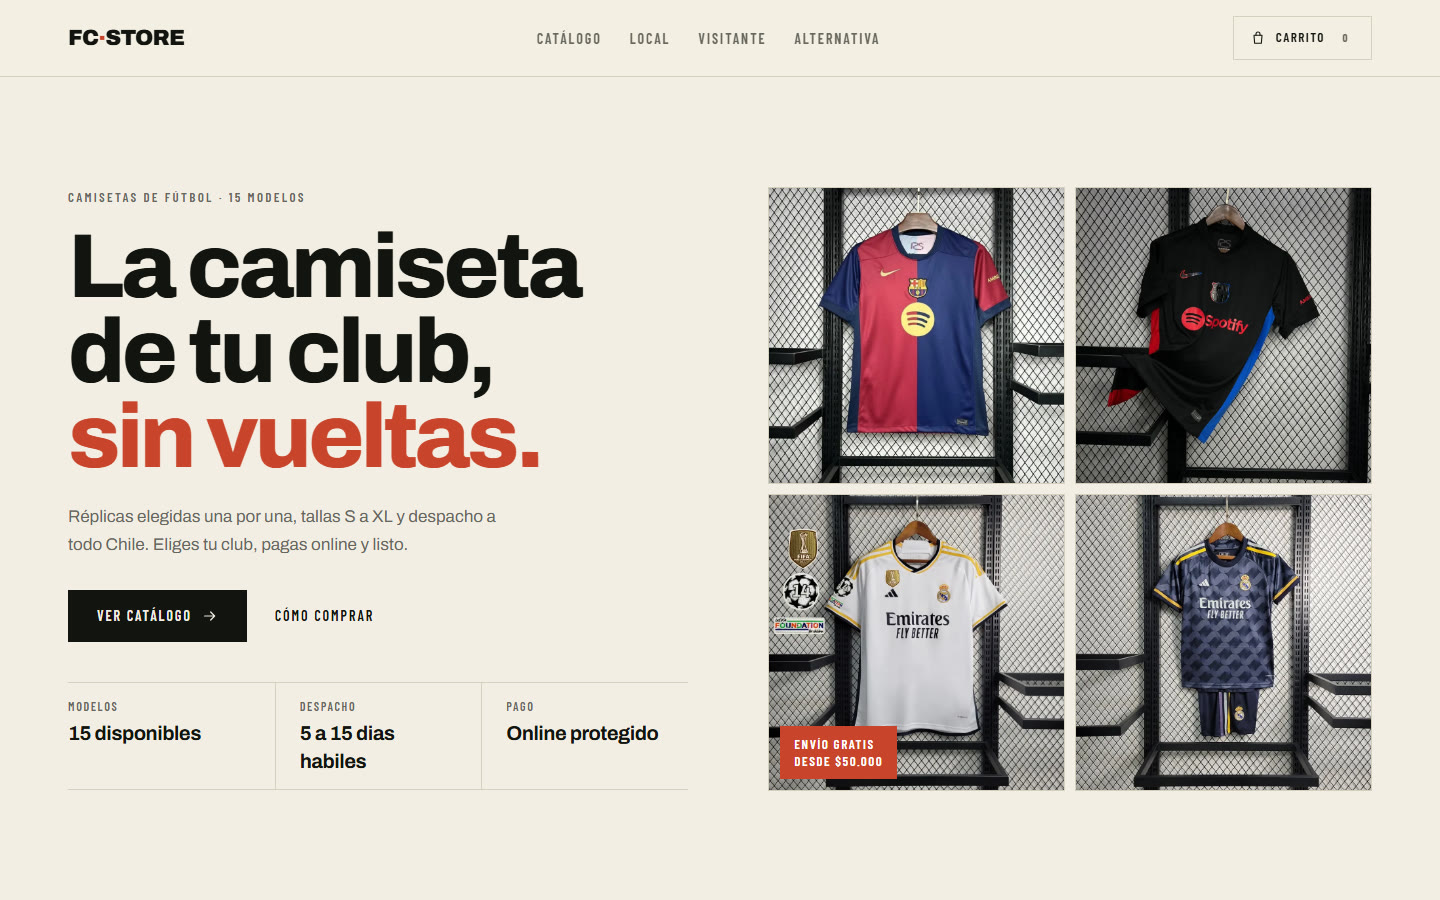 FC·STORE
CATÁLOGO
LOCAL
VISITANTE
ALTERNATIVA
CARRITO 0
CAMISETAS DE FÚTBOL · 15 MODELOS
La camiseta
de tu club,
sin vueltas.
Réplicas elegidas una por una, tallas S a XL y despacho a
todo Chile. Eliges tu club, pagas online y listo.
VER CATÁLOGO →
CÓMO COMPRAR
MODELOS
15 disponibles
DESPACHO
5 a 15 dias
habiles
PAGO
Online protegido
Spotify
FIFA
14
FOUNDATION
Emirates
FLY BETTER
ENVÍO GRATIS
DESDE $50.000
Emirates
FLY BETTER